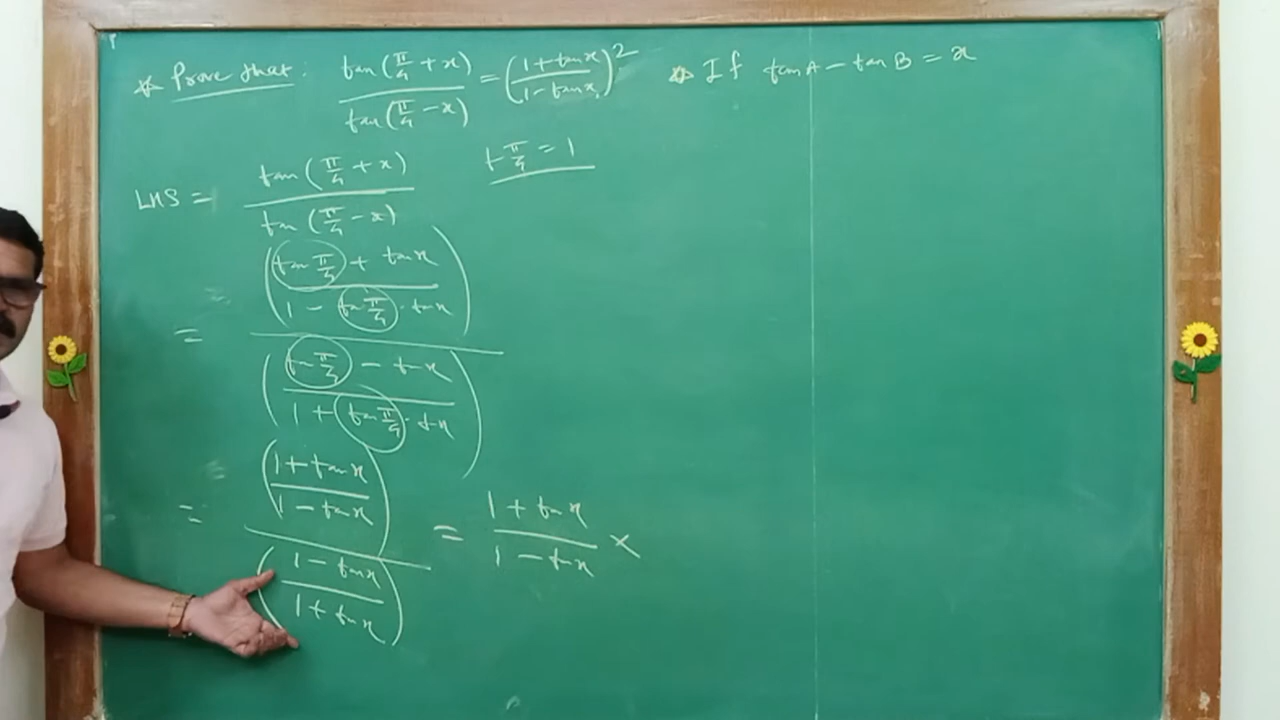 * Prove that: tan(π/4 + x) / tan(π/4 − x) = ((1 + tan x) / (1 − tan x))²
t π/4 = 1
LHS = tan(π/4 + x) / tan(π/4 − x)
= ((tan π/4 + tan x) / (1 − tan π/4 · tan x)) / ((tan π/4 − tan x) / (1 + tan π/4 · tan x))
= ((1 + tan x) / (1 − tan x)) / ((1 − tan x) / (1 + tan x)) = (1 + tan x) / (1 − tan x) ×
* If tan A − tan B = x